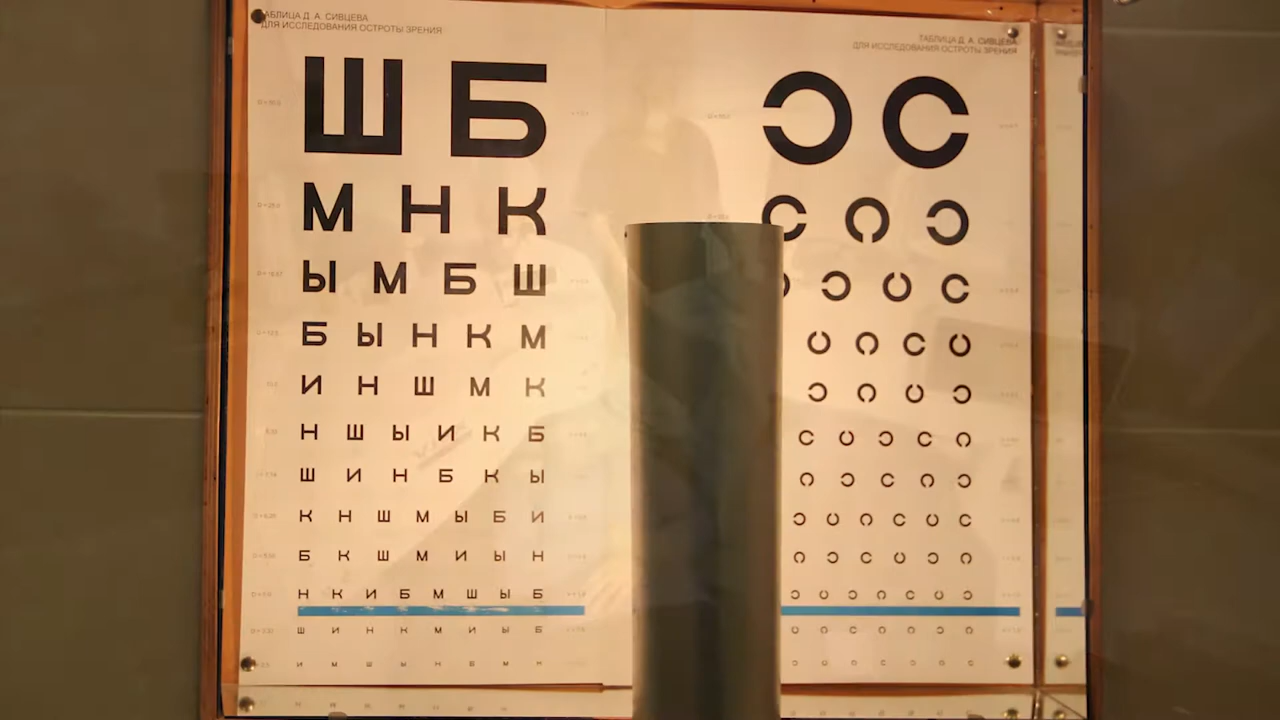 ТАБЛИЦА Д. А. СИВЦЕВА
ДЛЯ ИССЛЕДОВАНИЯ ОСТРОТЫ ЗРЕНИЯ
Ш Б
М Н К
Ы М Б Ш
Б Ы Н К М
И Н Ш М К
Н Ш Ы И К Б
Ш И Н Б К Ы
К Н Ш М Ы Б И
Б К Ш М И Ы Н
Н К И Б М Ш Ы Б
Ш И Н К М И Ы Б
ТАБЛИЦА Д. А. СИВЦЕВА
ДЛЯ ИССЛЕДОВАНИЯ ОСТРОТЫ ЗРЕНИЯ